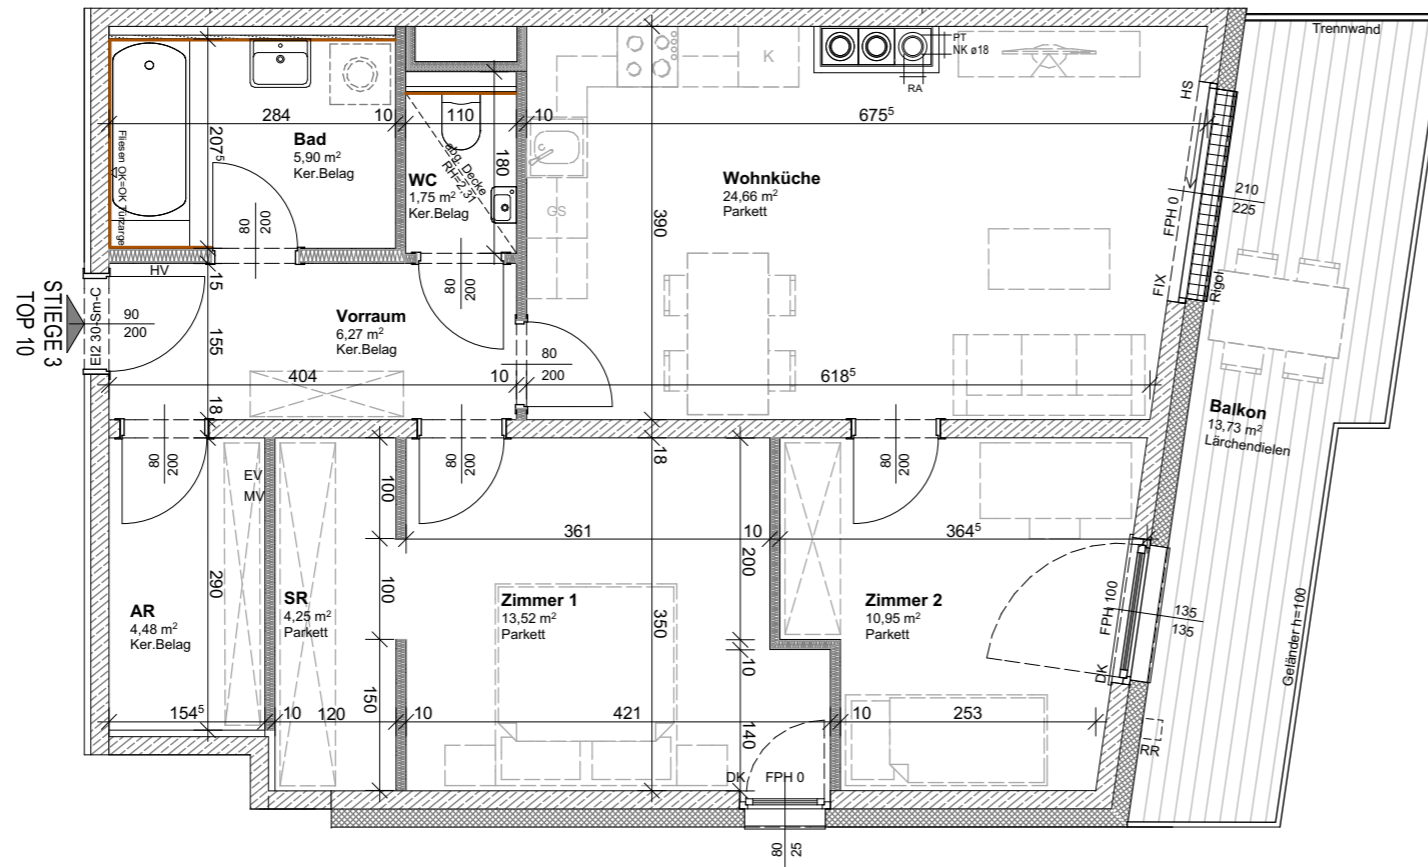 Trennwand
PT
NK ø18
RA
K
HS
284
10
110
10
675⁵
Bad
5,90 m²
Ker.Belag
207⁵
Fliesen OK=OK Türzarge
abg. Decke
RH=2,31
180
WC
1,75 m²
Ker.Belag
Wohnküche
24,66 m²
Parkett
390
GS
210
225
FPH 0
FIX
Rigol
80
200
80
200
HV
15
STIEGE 3
TOP 10
EI2 30-Sm-C
90
200
155
Vorraum
6,27 m²
Ker.Belag
80
200
404
10
618⁵
18
Balkon
13,73 m²
Lärchendielen
80
200
80
200
80
200
18
EV
MV
100
361
10
364⁵
200
290
100
350
AR
4,48 m²
Ker.Belag
SR
4,25 m²
Parkett
Zimmer 1
13,52 m²
Parkett
Zimmer 2
10,95 m²
Parkett
FPH 100
135
135
DK
Geländer h=100
10
150
140
154⁵
10
120
10
421
10
253
RR
DK
FPH 0
80
25